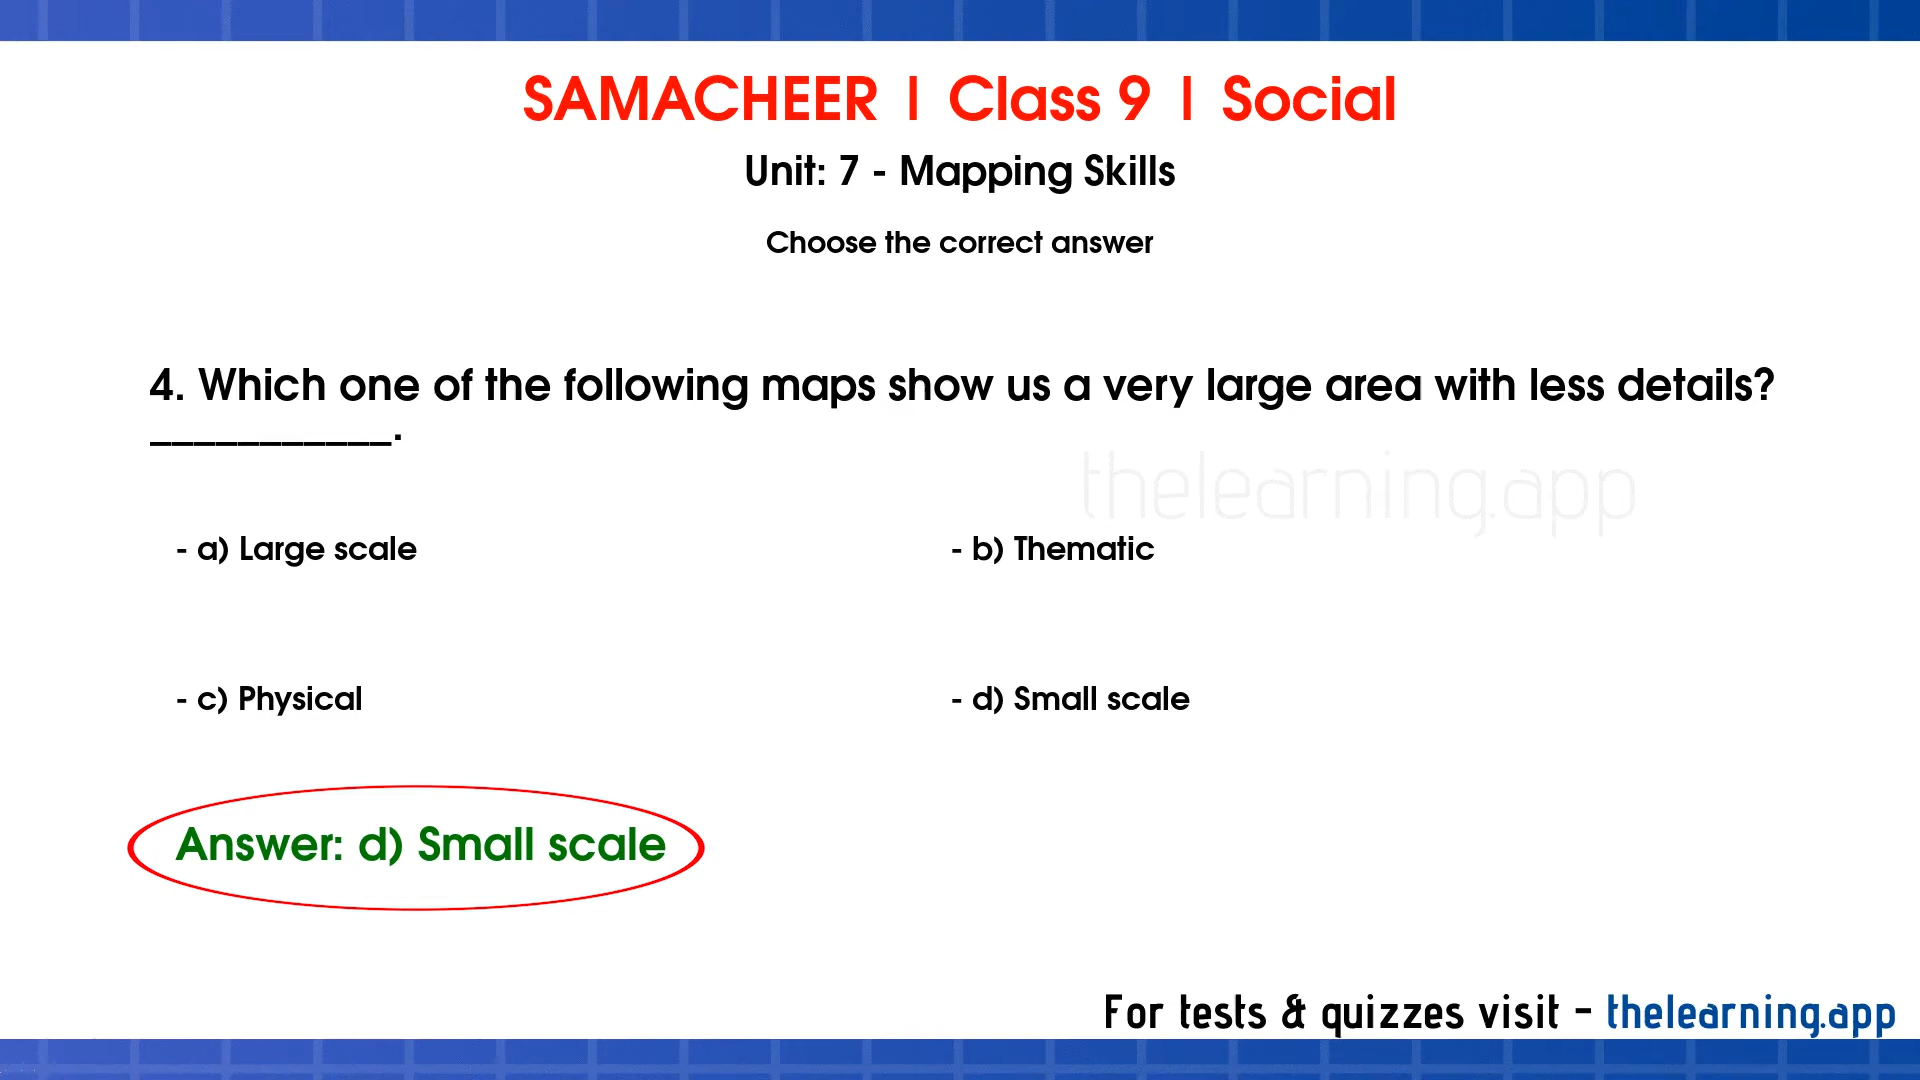 SAMACHEER | Class 9 | Social
Unit: 7 - Mapping Skills
Choose the correct answer
4. Which one of the following maps show us a very large area with less details?
___________.
thelearning.app
- a) Large scale
- b) Thematic
- c) Physical
- d) Small scale
Answer: d) Small scale
For tests & quizzes visit - thelearning.app